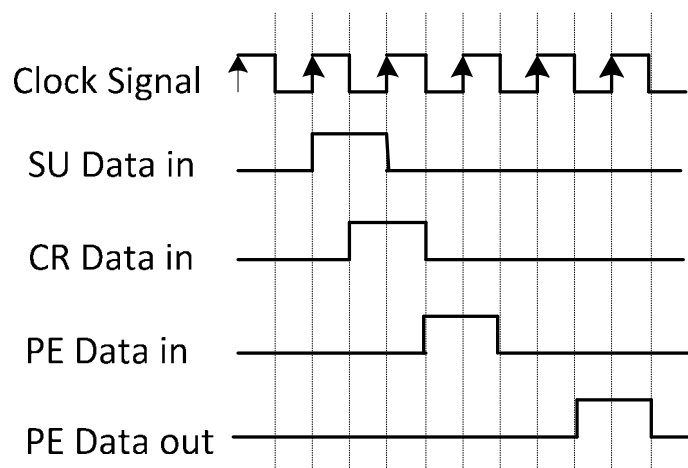 Clock Signal
SU Data in
CR Data in
PE Data in
PE Data out